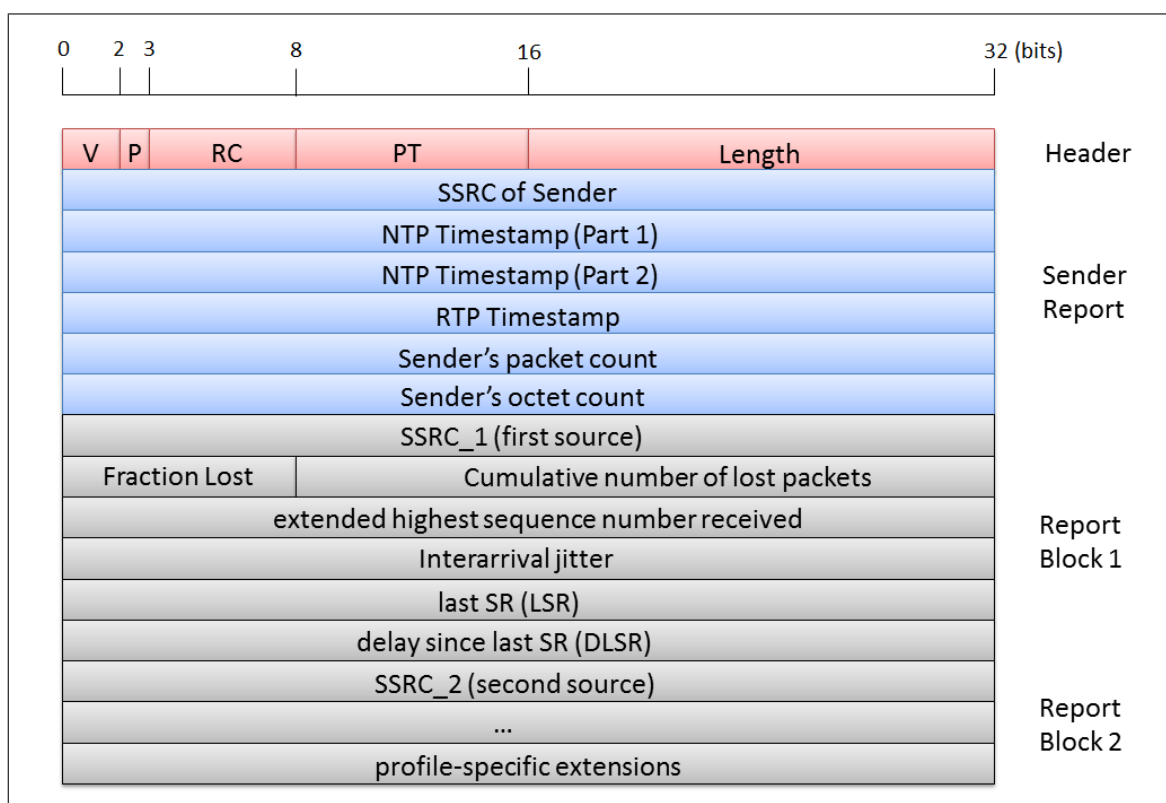 0 2 3 8 16 32 (bits)
V P RC PT Length Header
SSRC of Sender
NTP Timestamp (Part 1)
NTP Timestamp (Part 2) Sender
RTP Timestamp Report
Sender’s packet count
Sender’s octet count
SSRC_1 (first source)
Fraction Lost Cumulative number of lost packets
extended highest sequence number received Report
Interarrival jitter Block 1
last SR (LSR)
delay since last SR (DLSR)
SSRC_2 (second source)
... Report
Block 2
profile-specific extensions